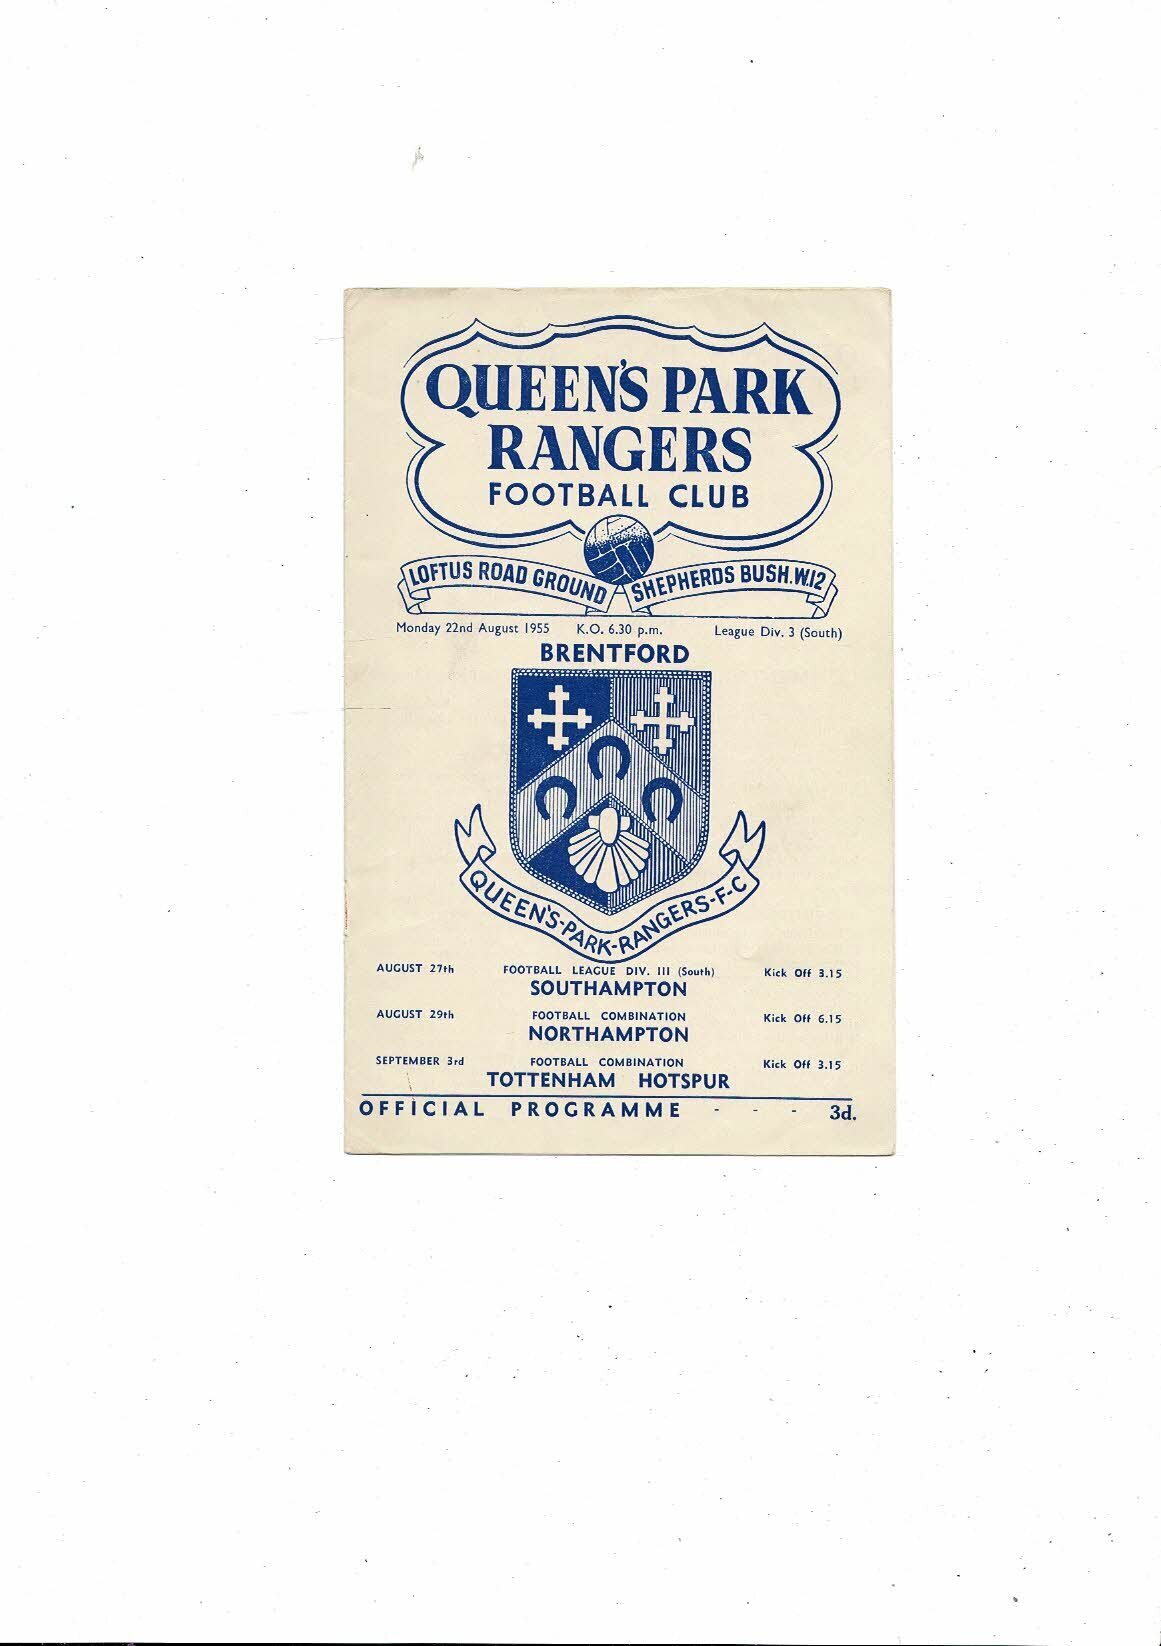 QUEEN'S PARK
RANGERS
FOOTBALL CLUB
LOFTUS ROAD GROUND SHEPHERDS BUSH. W.12
Monday 22nd August 1955 K.O. 6.30 p.m. League Div. 3 (South)
BRENTFORD
QUEEN'S-PARK-RANGERS-F-C
AUGUST 27th FOOTBALL LEAGUE DIV. III (South) Kick Off 3.15
SOUTHAMPTON
AUGUST 29th FOOTBALL COMBINATION Kick Off 6.15
NORTHAMPTON
SEPTEMBER 3rd FOOTBALL COMBINATION Kick Off 3.15
TOTTENHAM HOTSPUR
OFFICIAL PROGRAMME - - - 3d.